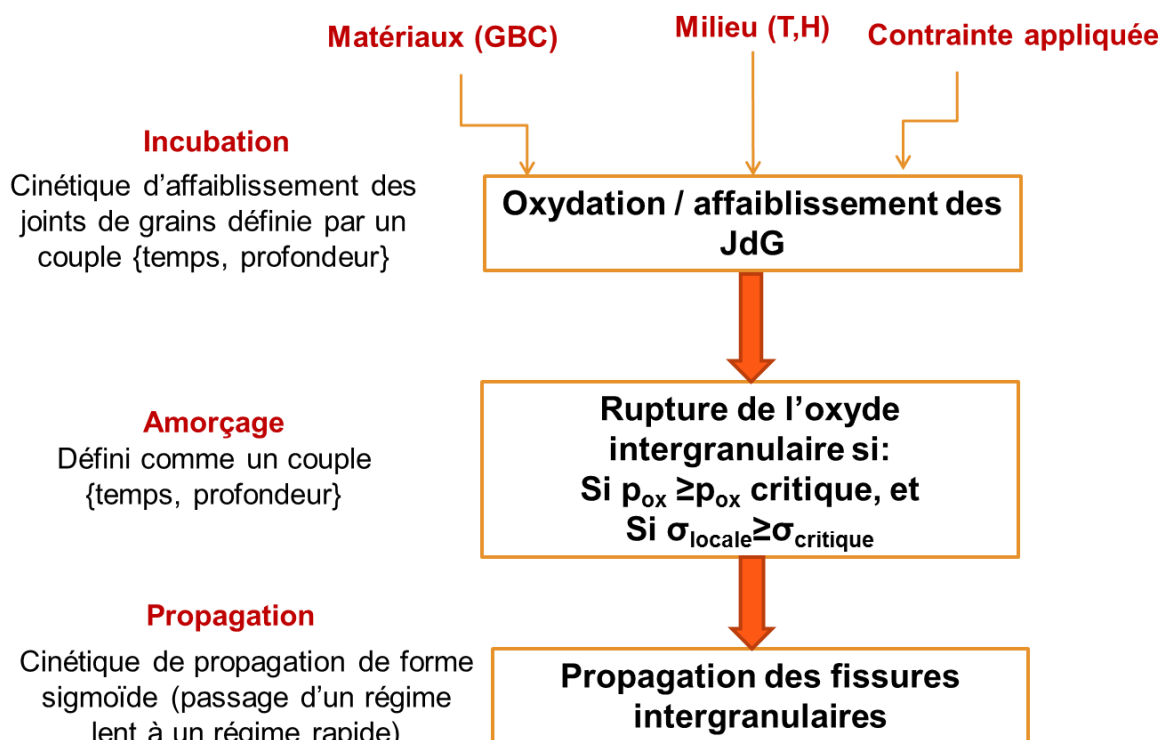 Matériaux (GBC)
Milieu (T,H)
Contrainte appliquée
Incubation
Cinétique d'affaiblissement des
joints de grains définie par un
couple {temps, profondeur}
Oxydation / affaiblissement des
JdG
Amorçage
Défini comme un couple
{temps, profondeur}
Rupture de l'oxyde
intergranulaire si:
Si pox ≥pox critique, et
Si σlocale≥σcritique
Propagation
Cinétique de propagation de forme
sigmoïde (passage d'un régime
lent à un régime rapide)
Propagation des fissures
intergranulaires